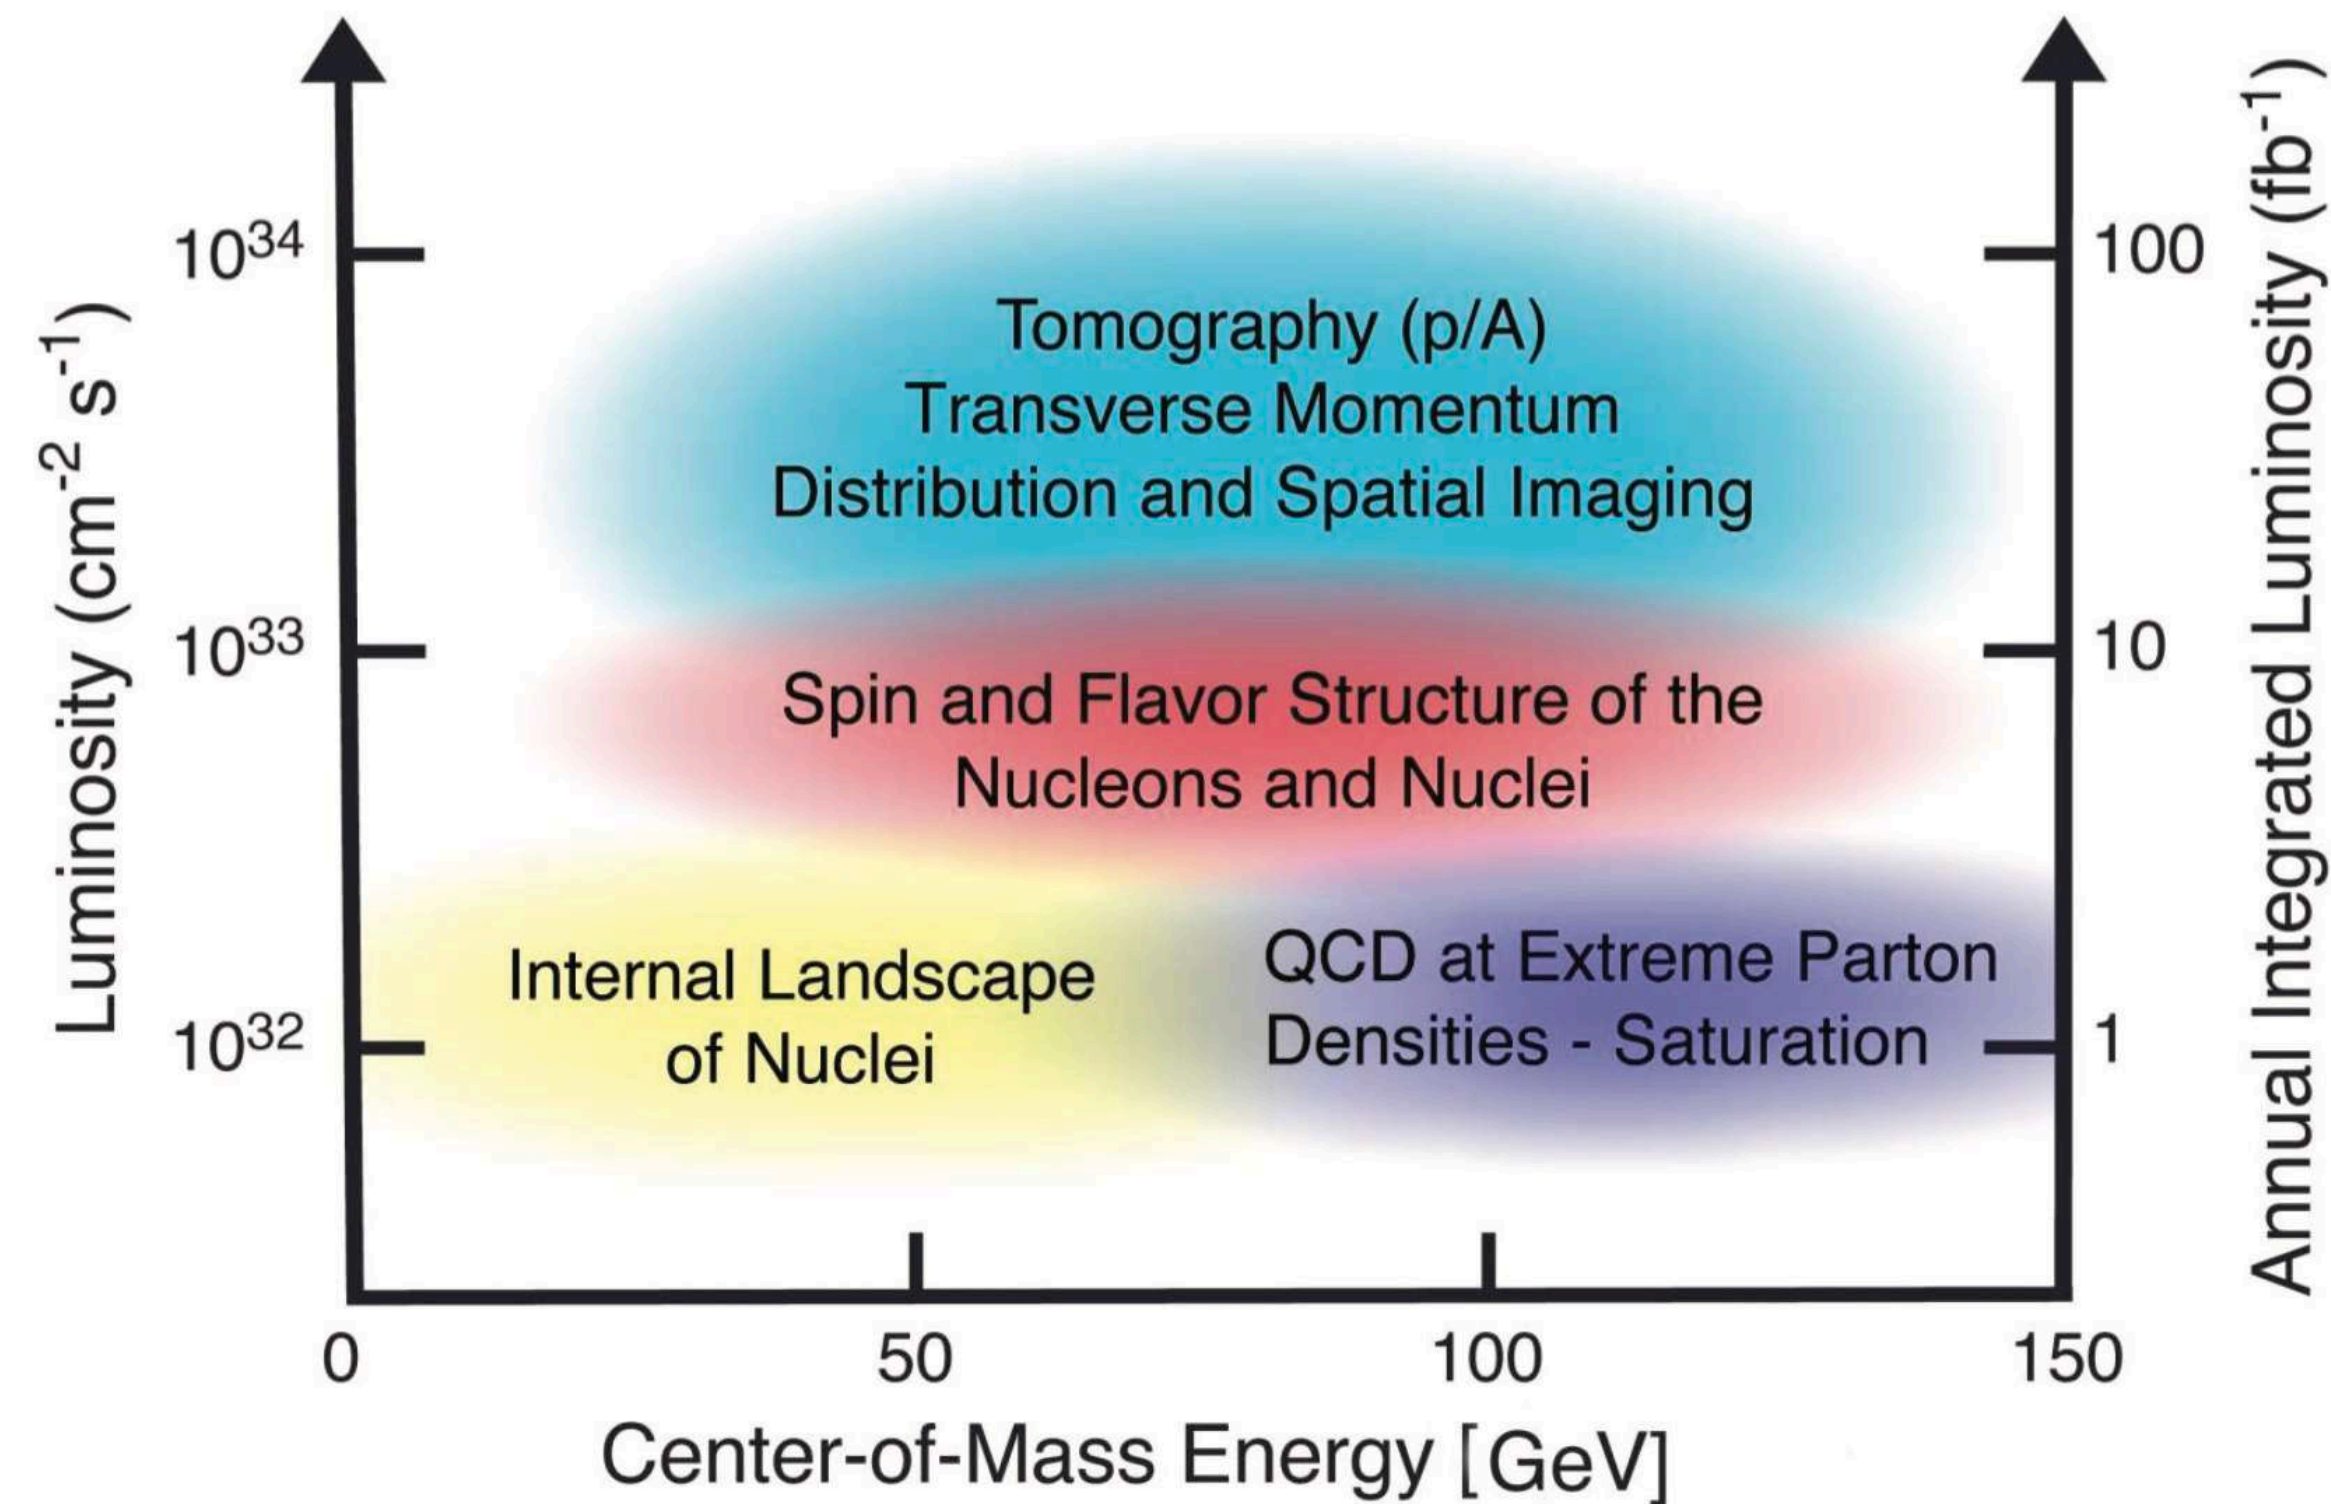 Luminosity (cm⁻² s⁻¹)
10³⁴
10³³
10³²
Tomography (p/A)
Transverse Momentum
Distribution and Spatial Imaging
Spin and Flavor Structure of the
Nucleons and Nuclei
Internal Landscape
of Nuclei
QCD at Extreme Parton
Densities - Saturation
100
10
1
Annual Integrated Luminosity (fb⁻¹)
0
50
100
150
Center-of-Mass Energy [GeV]